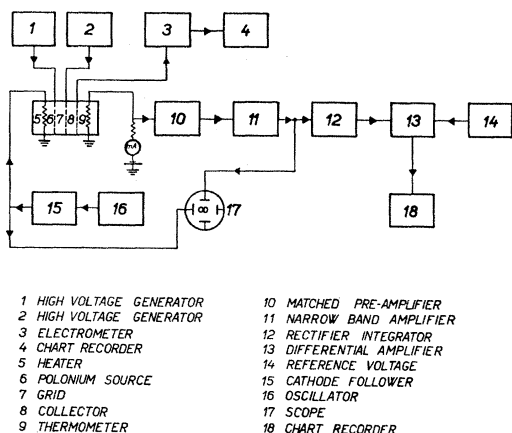 1
2
3
4
5 6 7 8 9
mA
10
11
12
13
14
15
16
17
18
1 HIGH VOLTAGE GENERATOR
2 HIGH VOLTAGE GENERATOR
3 ELECTROMETER
4 CHART RECORDER
5 HEATER
6 POLONIUM SOURCE
7 GRID
8 COLLECTOR
9 THERMOMETER
10 MATCHED PRE-AMPLIFIER
11 NARROW BAND AMPLIFIER
12 RECTIFIER INTEGRATOR
13 DIFFERENTIAL AMPLIFIER
14 REFERENCE VOLTAGE
15 CATHODE FOLLOWER
16 OSCILLATOR
17 SCOPE
18 CHART RECORDER